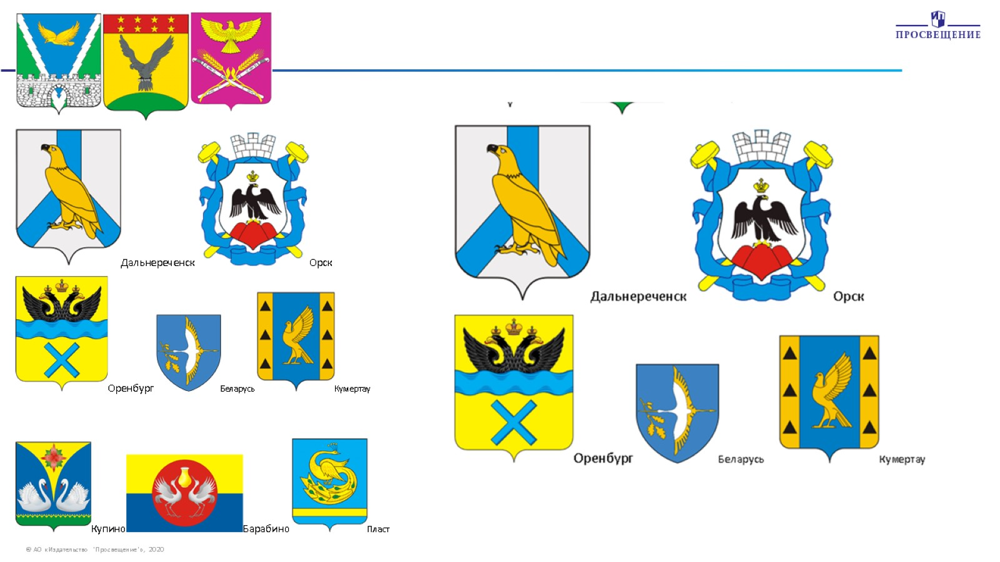 ПРОСВЕЩЕНИЕ
Дальнереченск
Орск
Дальнереченск
Орск
Оренбург
Беларусь
Кумертау
Оренбург
Беларусь
Кумертау
Купино
Барабино
Пласт
© АО «Издательство "Просвещение"», 2020